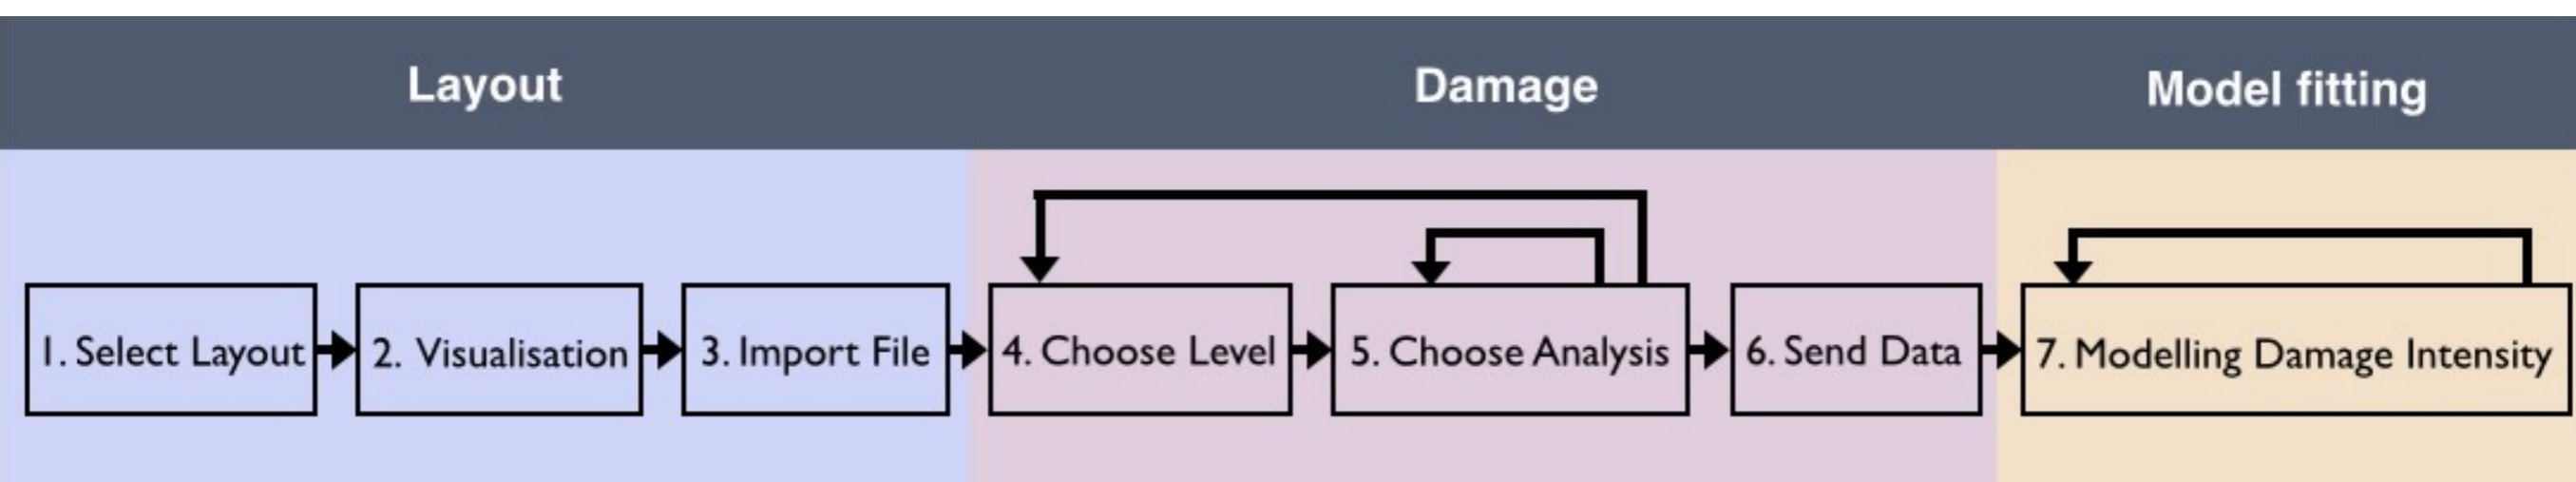 Layout
Damage
Model fitting
1. Select Layout
2. Visualisation
3. Import File
4. Choose Level
5. Choose Analysis
6. Send Data
7. Modelling Damage Intensity